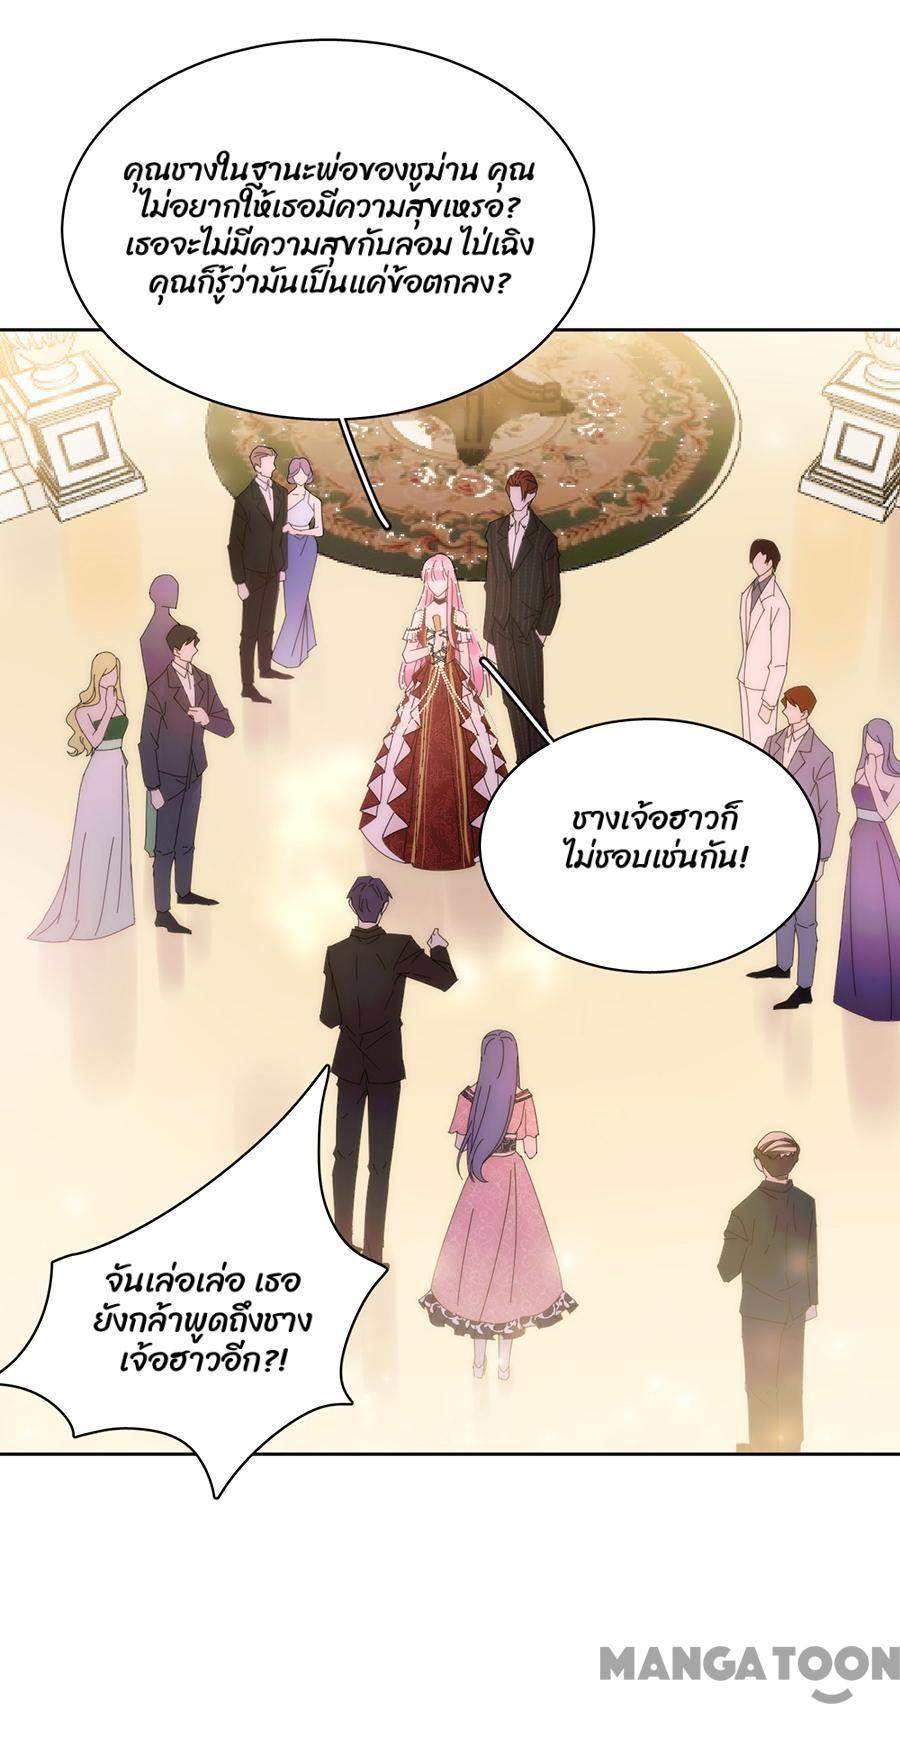 คุณชางในฐานะพ่อของชูม่าน คุณ
ไม่อยากให้เธอมีความสุขเหรอ?
เธอจะไม่มีความสุขกับลอม ไป่เฉิง
คุณก็รู้ว่ามันเป็นแค่ข้อตกลง?
ชางเจ้อฮาวก็
ไม่ชอบเช่นกัน!
จันเล่อเล่อ เธอ
ยังกล้าพูดถึงชาง
เจ้อฮาวอีก?!
MANGATOON